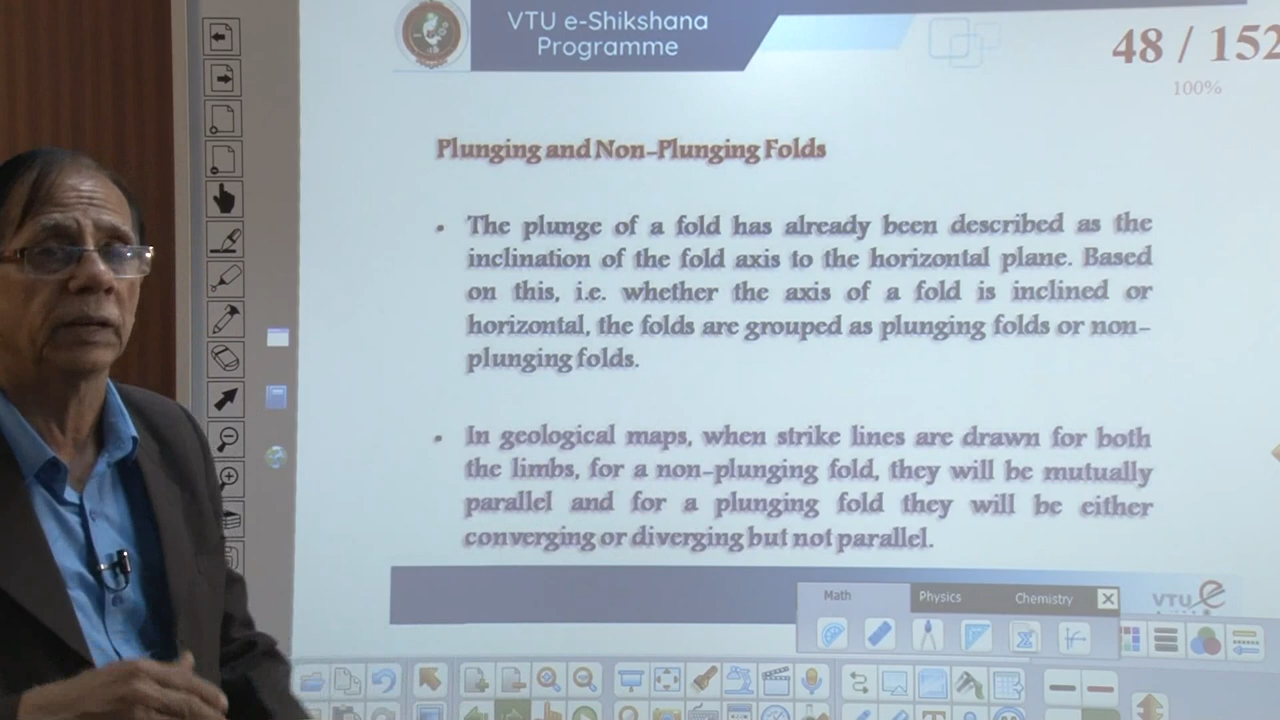 VTU e-Shikshana
Programme
48 / 152
100%
Plunging and Non-Plunging Folds
• The plunge of a fold has already been described as the
inclination of the fold axis to the horizontal plane. Based
on this, i.e. whether the axis of a fold is inclined or
horizontal, the folds are grouped as plunging folds or non-
plunging folds.
• In geological maps, when strike lines are drawn for both
the limbs, for a non-plunging fold, they will be mutually
parallel and for a plunging fold they will be either
converging or diverging but not parallel.
Math Physics Chemistry
VTU e